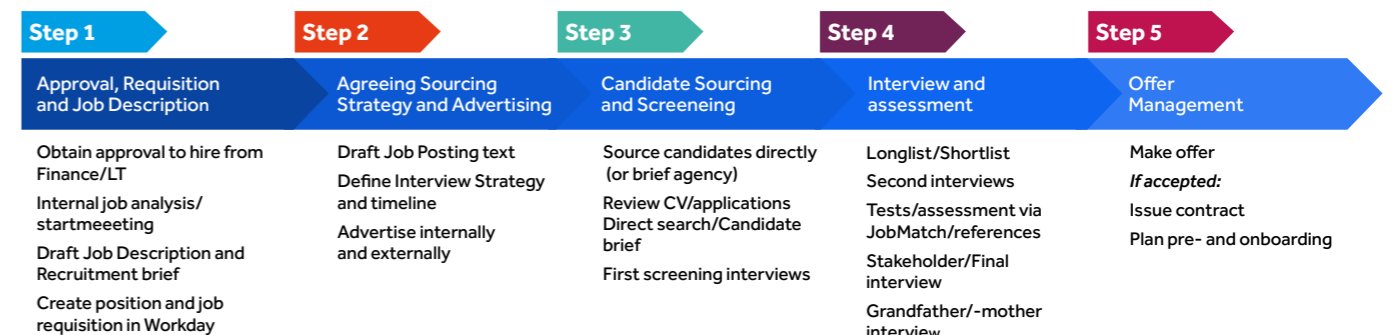 Step 1
Approval, Requisition
and Job Description
Obtain approval to hire from
Finance/LT
Internal job analysis/
startmeeeting
Draft Job Description and
Recruitment brief
Create position and job
requisition in Workday
Step 2
Agreeing Sourcing
Strategy and Advertising
Draft Job Posting text
Define Interview Strategy
and timeline
Advertise internally
and externally
Step 3
Candidate Sourcing
and Screeneing
Source candidates directly
(or brief agency)
Review CV/applications
Direct search/Candidate
brief
First screening interviews
Step 4
Interview and
assessment
Longlist/Shortlist
Second interviews
Tests/assessment via
JobMatch/references
Stakeholder/Final
interview
Grandfather/-mother
interview
Step 5
Offer
Management
Make offer
If accepted:
Issue contract
Plan pre- and onboarding